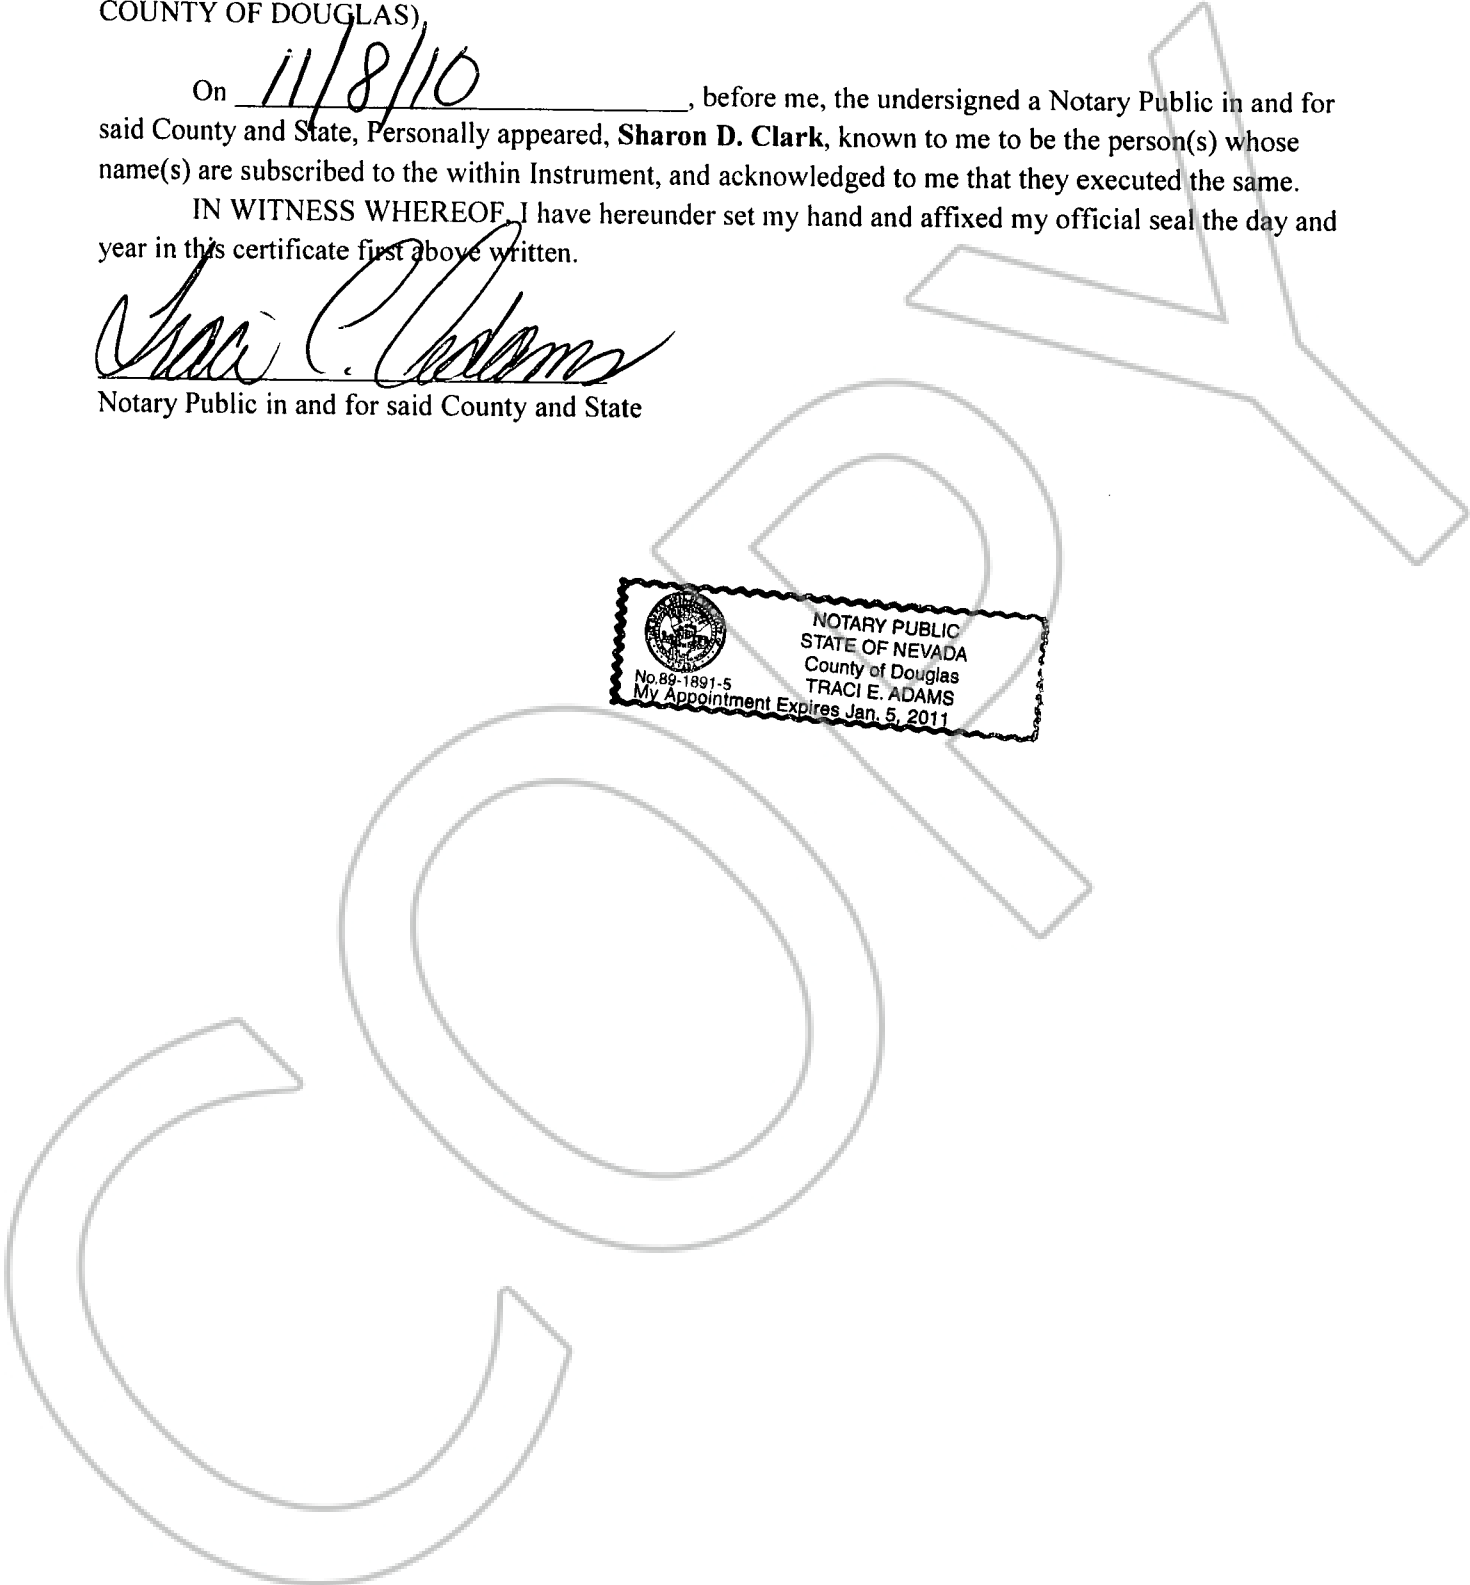 COUNTY OF DOUGLAS)
On 11/8/10, before me, the undersigned a Notary Public in and for
said County and State, Personally appeared, Sharon D. Clark, known to me to be the person(s) whose
name(s) are subscribed to the within Instrument, and acknowledged to me that they executed the same.
IN WITNESS WHEREOF, I have hereunder set my hand and affixed my official seal the day and
year in this certificate first above written.
Traci E. Adams
Notary Public in and for said County and State
NOTARY PUBLIC
STATE OF NEVADA
County of Douglas
TRACI E. ADAMS
No.89-1891-5
My Appointment Expires Jan. 5, 2011
COPY